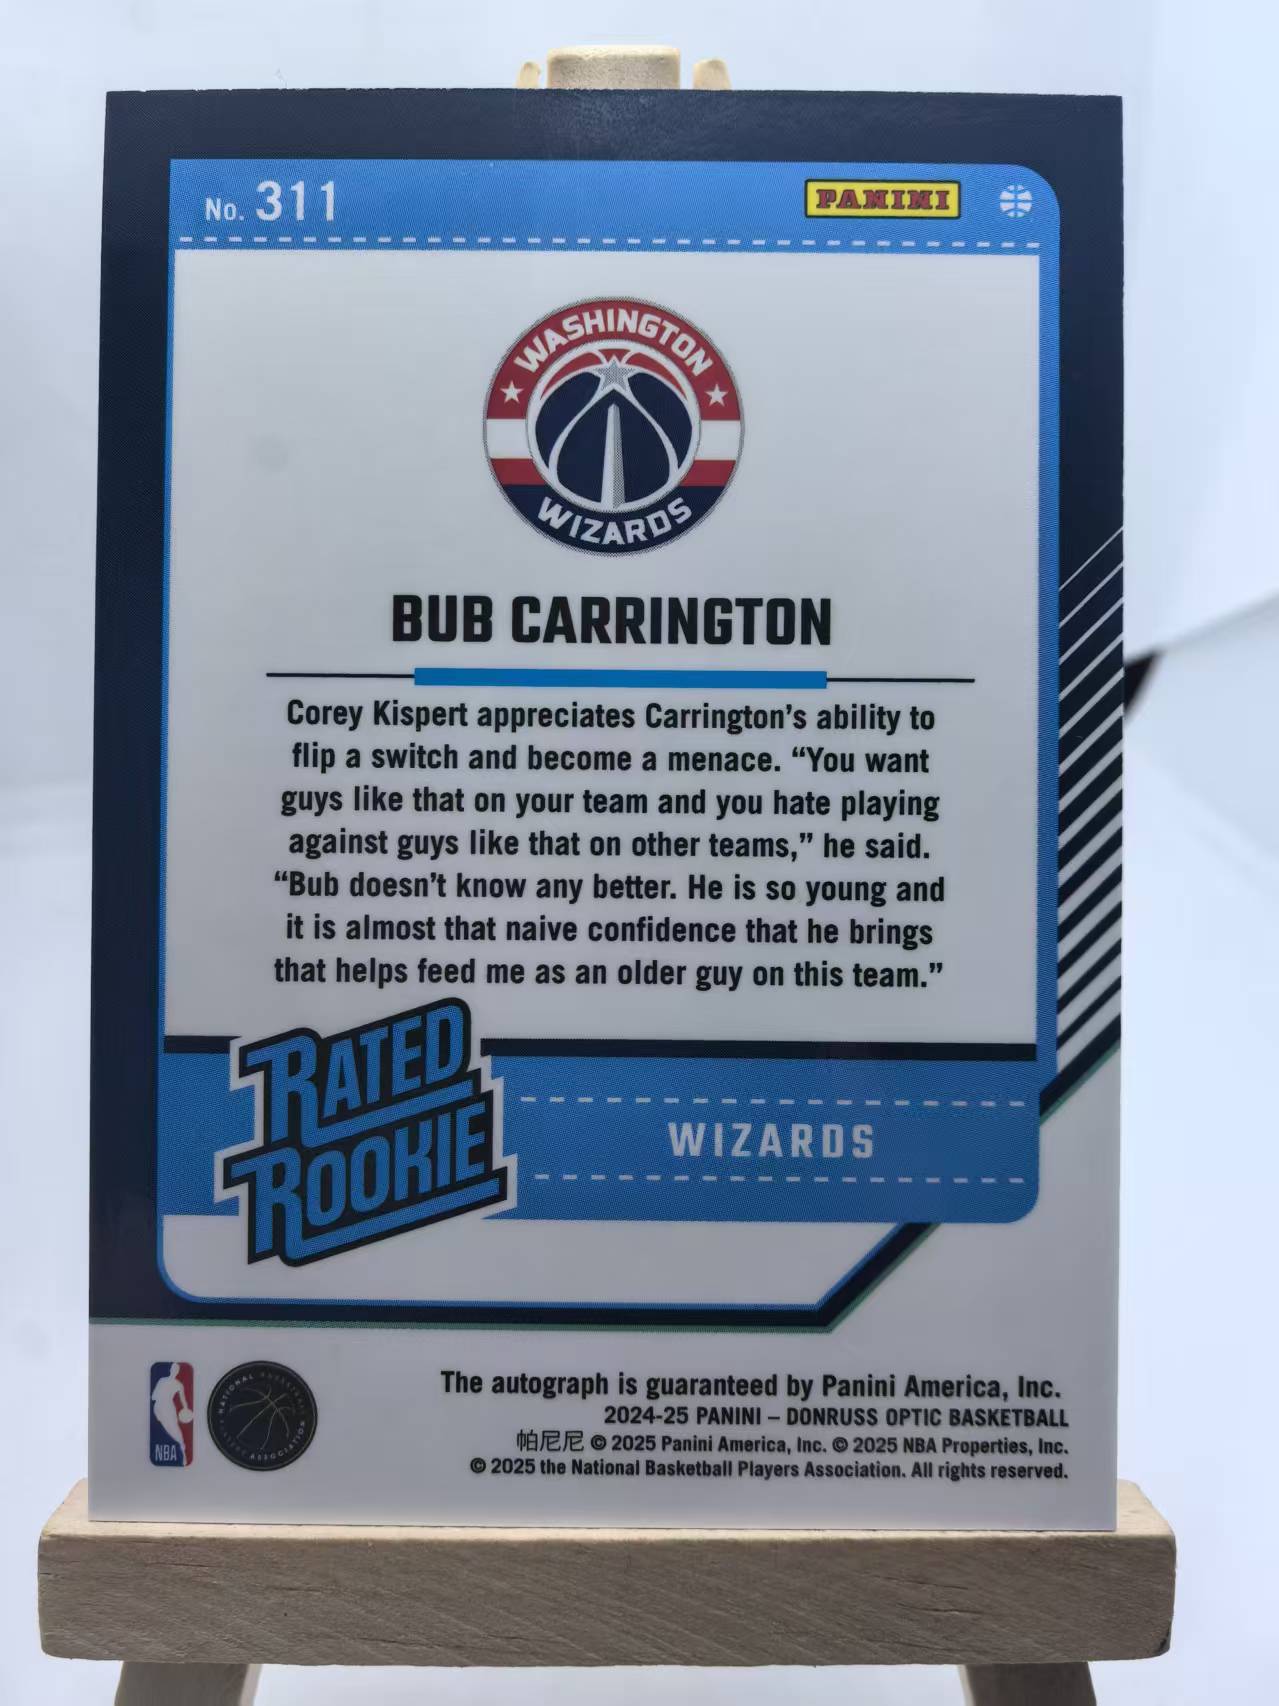 No. 311
PANINI
WASHINGTON
WIZARDS
BUB CARRINGTON
Corey Kispert appreciates Carrington's ability to
flip a switch and become a menace. “You want
guys like that on your team and you hate playing
against guys like that on other teams,” he said.
“Bub doesn't know any better. He is so young and
it is almost that naive confidence that he brings
that helps feed me as an older guy on this team.”
RATED
ROOKIE
WIZARDS
NBA
NATIONAL BASKETBALL
PLAYERS ASSOCIATION
The autograph is guaranteed by Panini America, Inc.
2024-25 PANINI – DONRUSS OPTIC BASKETBALL
帕尼尼 © 2025 Panini America, Inc. © 2025 NBA Properties, Inc.
© 2025 the National Basketball Players Association. All rights reserved.